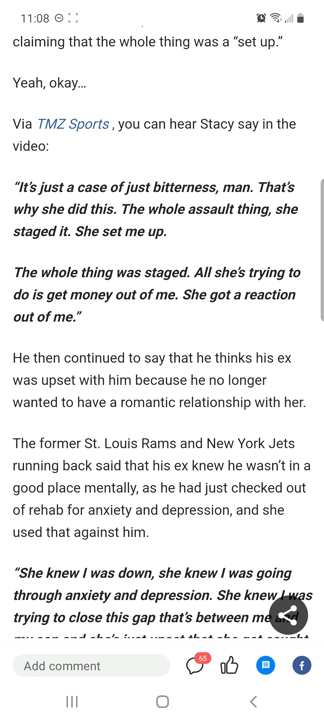 11:08
claiming that the whole thing was a “set up.”
Yeah, okay…
Via TMZ Sports , you can hear Stacy say in the
video:
“It’s just a case of just bitterness, man. That’s
why she did this. The whole assault thing, she
staged it. She set me up.
The whole thing was staged. All she’s trying to
do is get money out of me. She got a reaction
out of me.”
He then continued to say that he thinks his ex
was upset with him because he no longer
wanted to have a romantic relationship with her.
The former St. Louis Rams and New York Jets
running back said that his ex knew he wasn’t in a
good place mentally, as he had just checked out
of rehab for anxiety and depression, and she
used that against him.
“She knew I was down, she knew I was going
through anxiety and depression. She knew I was
trying to close this gap that’s between me and
Add comment
65